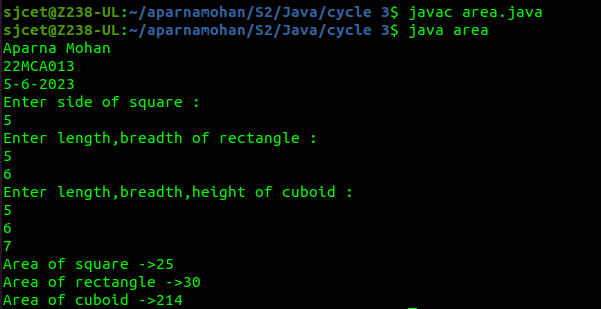 sjcet@Z238-UL:~/aparnamohan/S2/Java/cycle 3$ javac area.java
sjcet@Z238-UL:~/aparnamohan/S2/Java/cycle 3$ java area
Aparna Mohan
22MCA013
5-6-2023
Enter side of square :
5
Enter length,breadth of rectangle :
5
6
Enter length,breadth,height of cuboid :
5
6
7
Area of square ->25
Area of rectangle ->30
Area of cuboid ->214